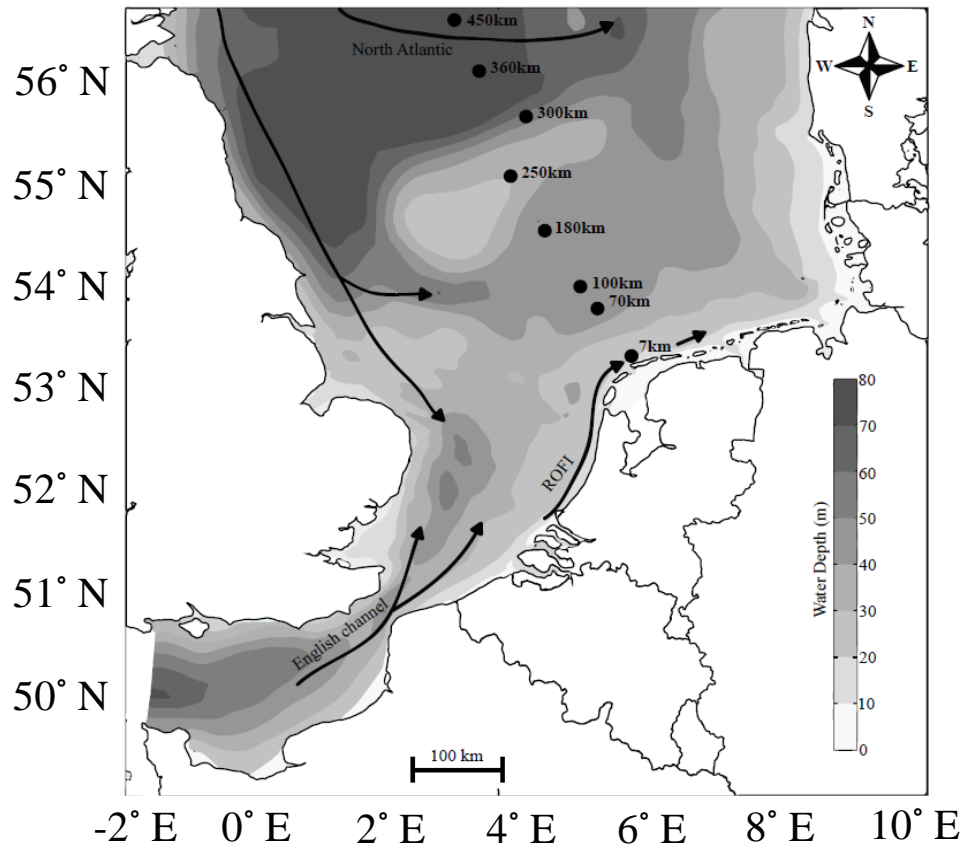 450km
North Atlantic
N
W E
S
56° N
360km
300km
55° N
250km
180km
54° N
100km
70km
7km
53° N
80
70
60
52° N
ROFI
50
40
51° N
30
English channel
20
50° N
10
0
Water Depth (m)
100 km
-2° E 0° E 2° E 4° E 6° E 8° E 10° E